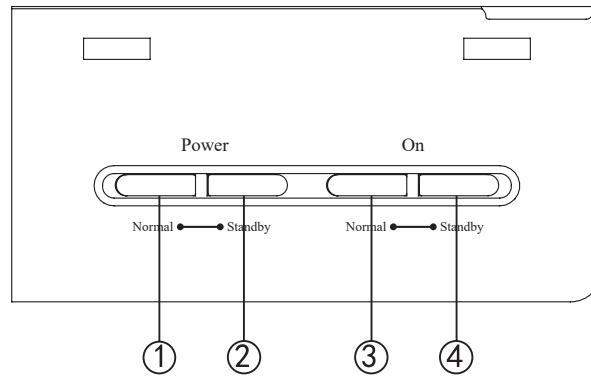 Power On
Normal Standby Normal Standby
① ② ③ ④